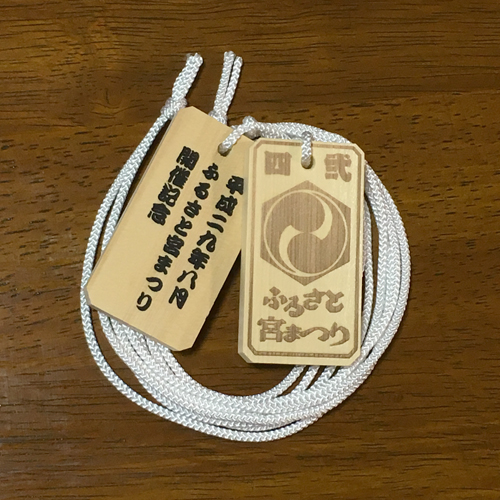 平成二九年八月
ふるさと宮まつり
開催記念
四弐
ふるさと
宮まつり